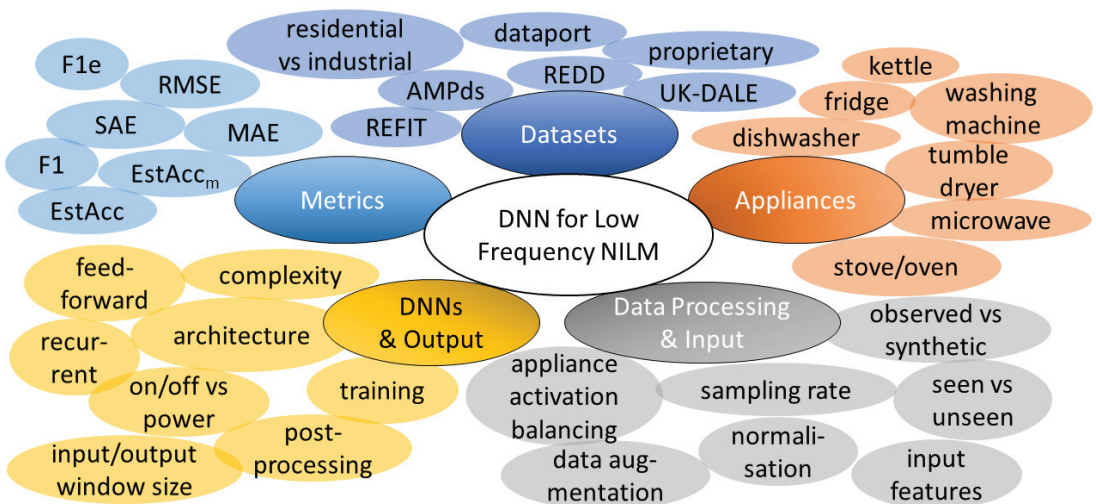 residential
vs industrial
dataport
proprietary
REDD
AMPds
UK-DALE
REFIT
Datasets
F1e
RMSE
SAE
MAE
F1
EstAcc
EstAccₘ
Metrics
kettle
fridge
washing
machine
dishwasher
tumble
dryer
microwave
stove/oven
Appliances
DNN for Low
Frequency NILM
feed-
forward
complexity
architecture
recur-
rent
on/off vs
power
training
post-
processing
input/output
window size
DNNs
& Output
Data Processing
& Input
observed vs
synthetic
appliance
activation
balancing
sampling rate
seen vs
unseen
data aug-
mentation
normali-
sation
input
features